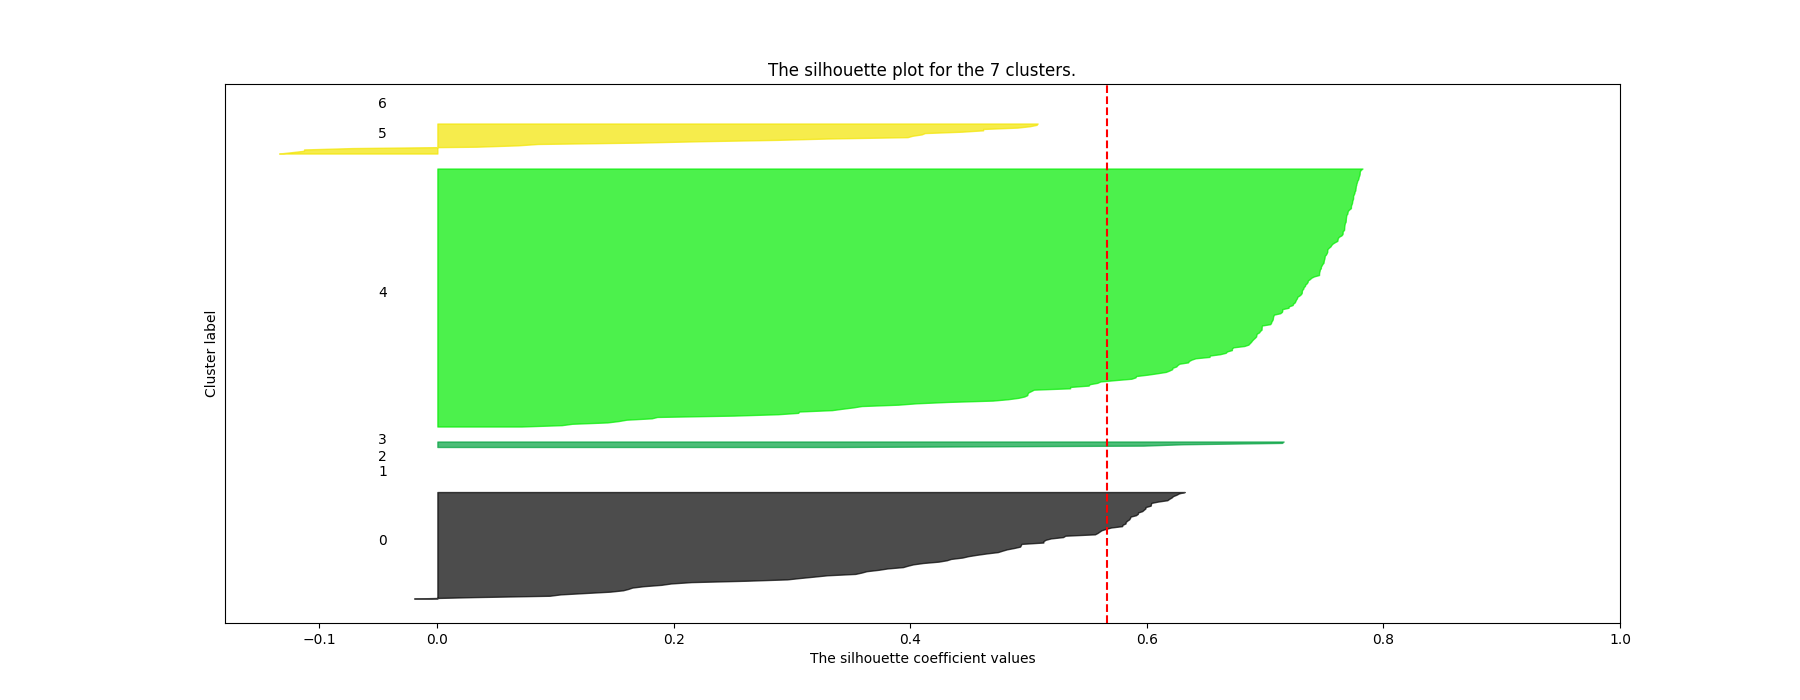 The silhouette plot for the 7 clusters.
6
5
4
3
2
1
0
Cluster label
−0.1 0.0 0.2 0.4 0.6 0.8 1.0
The silhouette coefficient values